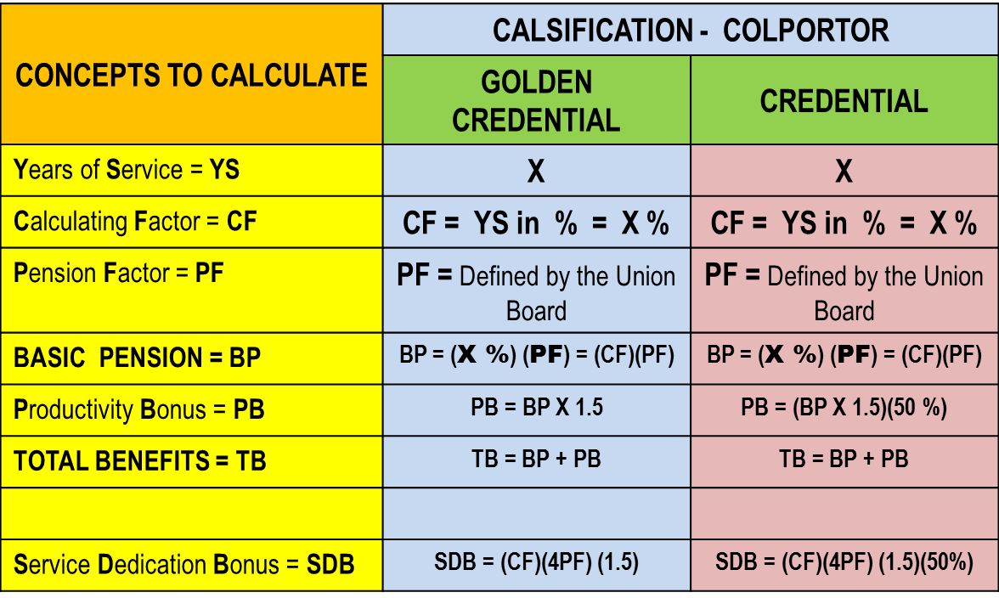 CONCEPTS TO CALCULATE
CALSIFICATION - COLPORTOR
GOLDEN
CREDENTIAL
CREDENTIAL
Years of Service = YS
X
X
Calculating Factor = CF
CF = YS in % = X %
CF = YS in % = X %
Pension Factor = PF
PF = Defined by the Union
Board
PF = Defined by the Union
Board
BASIC PENSION = BP
BP = (X %) (PF) = (CF)(PF)
BP = (X %) (PF) = (CF)(PF)
Productivity Bonus = PB
PB = BP X 1.5
PB = (BP X 1.5)(50 %)
TOTAL BENEFITS = TB
TB = BP + PB
TB = BP + PB
Service Dedication Bonus = SDB
SDB = (CF)(4PF) (1.5)
SDB = (CF)(4PF) (1.5)(50%)